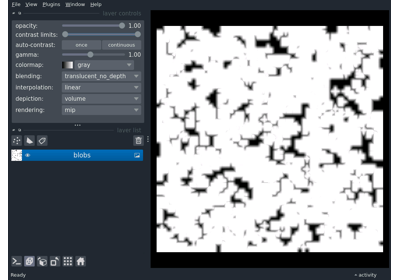 File View Plugins Window Help
layer controls
opacity: 1.00
contrast limits:
auto-contrast: once continuous
gamma: 1.00
colormap: gray
blending: translucent_no_depth
interpolation: linear
depiction: volume
rendering: mip
layer list
blobs
Ready
activity